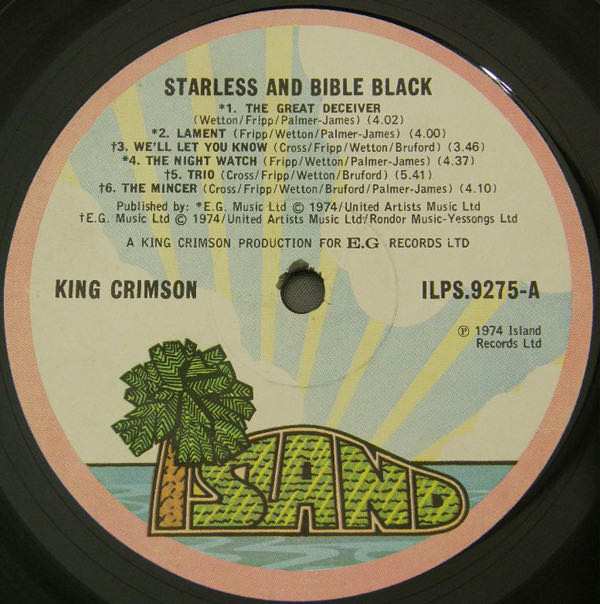 STARLESS AND BIBLE BLACK
*1. THE GREAT DECEIVER
(Wetton/Fripp/Palmer-James) (4.02)
*2. LAMENT (Fripp/Wetton/Palmer-James) (4.00)
†3. WE'LL LET YOU KNOW (Cross/Fripp/Wetton/Bruford) (3.46)
*4. THE NIGHT WATCH (Fripp/Wetton/Palmer-James) (4.37)
†5. TRIO (Cross/Fripp/Wetton/Bruford) (5.41)
†6. THE MINCER (Cross/Fripp/Wetton/Bruford/Palmer-James) (4.10)
Published by: *E.G. Music Ltd © 1974/United Artists Music Ltd
†E.G. Music Ltd © 1974/United Artists Music Ltd/Rondor Music-Yessongs Ltd
A KING CRIMSON PRODUCTION FOR E.G RECORDS LTD
KING CRIMSON
ILPS.9275-A
℗ 1974 Island
Records Ltd
ISLAND